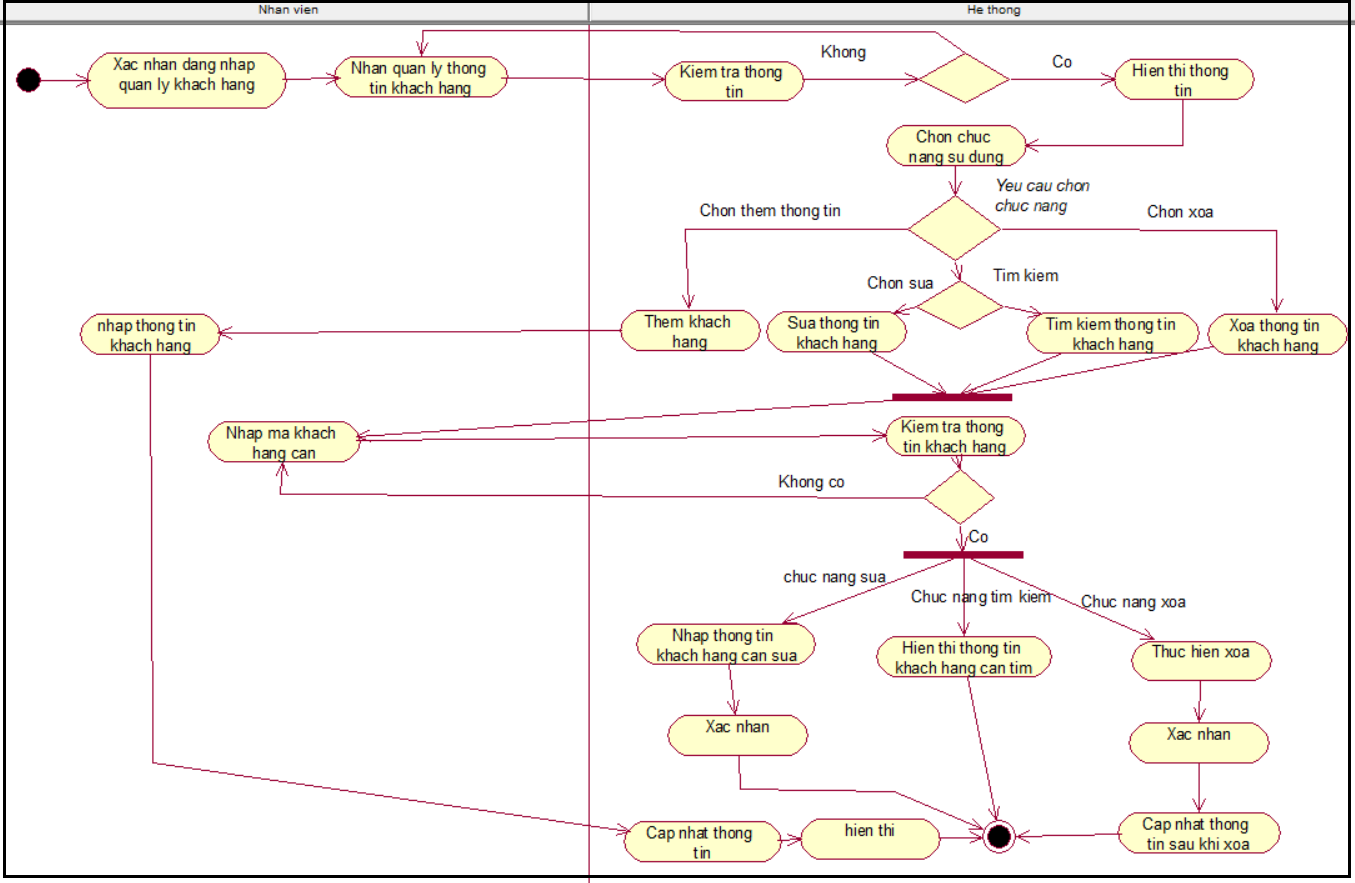 Nhan vien
He thong
Xac nhan dang nhap
quan ly khach hang
Nhan quan ly thong
tin khach hang
Kiem tra thong
tin
Khong
Co
Hien thi thong
tin
Chon chuc
nang su dung
Yeu cau chon
chuc nang
Chon them thong tin
Chon xoa
Chon sua
Tim kiem
nhap thong tin
khach hang
Them khach
hang
Sua thong tin
khach hang
Tim kiem thong tin
khach hang
Xoa thong tin
khach hang
Nhap ma khach
hang can
Kiem tra thong
tin khach hang
Khong co
Co
chuc nang sua
Chuc nang tim kiem
Chuc nang xoa
Nhap thong tin
khach hang can sua
Hien thi thong tin
khach hang can tim
Thuc hien xoa
Xac nhan
Xac nhan
Cap nhat thong
tin
hien thi
Cap nhat thong
tin sau khi xoa